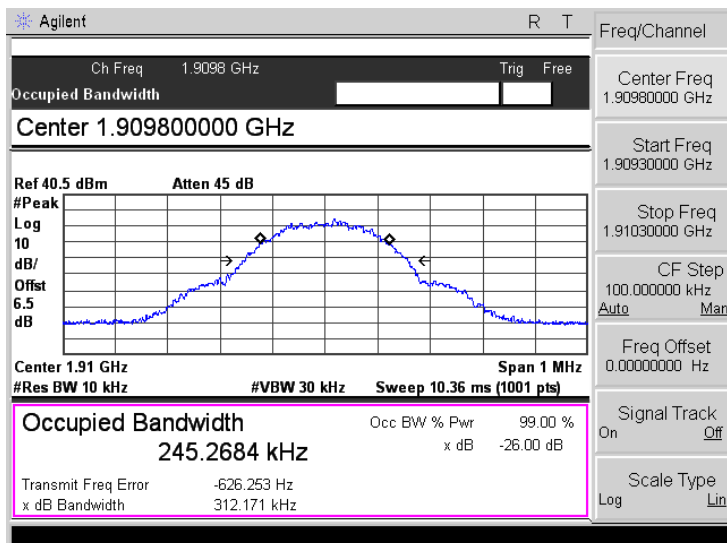 Agilent R T
Ch Freq 1.9098 GHz Trig Free
Occupied Bandwidth
Center 1.909800000 GHz
Ref 40.5 dBm Atten 45 dB
#Peak
Log
10
dB/
Offst
6.5
dB
Center 1.91 GHz Span 1 MHz
#Res BW 10 kHz #VBW 30 kHz Sweep 10.36 ms (1001 pts)
Occupied Bandwidth Occ BW % Pwr 99.00 %
245.2684 kHz x dB -26.00 dB
Transmit Freq Error -626.253 Hz
x dB Bandwidth 312.171 kHz
Freq/Channel
Center Freq
1.90980000 GHz
Start Freq
1.90930000 GHz
Stop Freq
1.91030000 GHz
CF Step
100.000000 kHz
Auto Man
Freq Offset
0.00000000 Hz
Signal Track
On Off
Scale Type
Log Lin